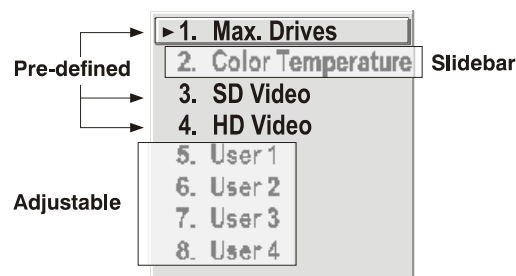 ▸1. Max. Drives
Pre-defined
2. Color Temperature
Slidebar
3. SD Video
4. HD Video
5. User 1
6. User 2
Adjustable
7. User 3
8. User 4